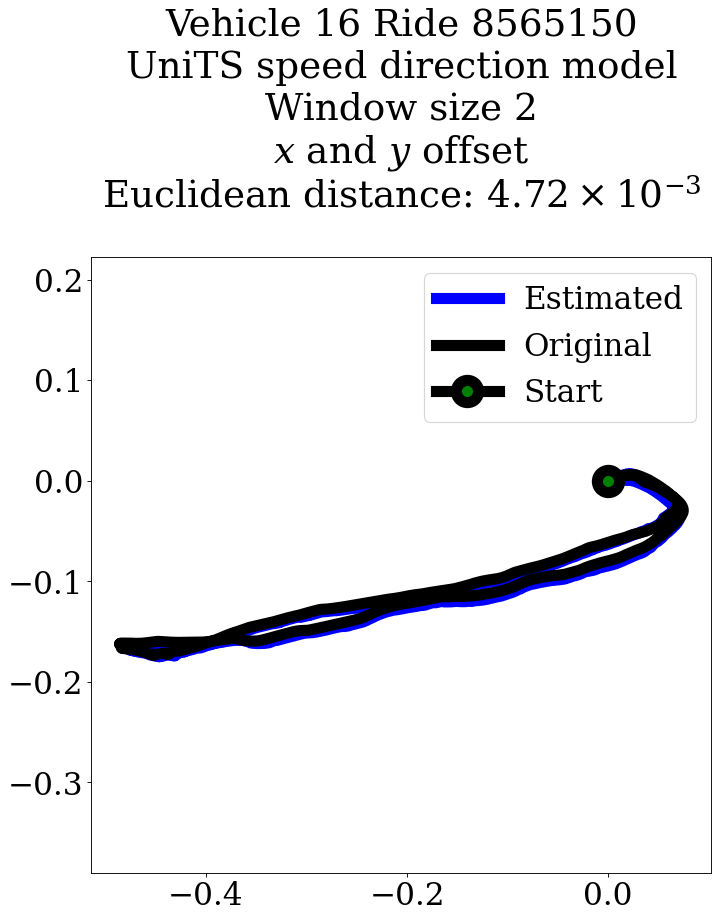 Vehicle 16 Ride 8565150
UniTS speed direction model
Window size 2
x and y offset
Euclidean distance: 4.72 × 10⁻³
Estimated
Original
Start
0.2
0.1
0.0
−0.1
−0.2
−0.3
−0.4
−0.2
0.0